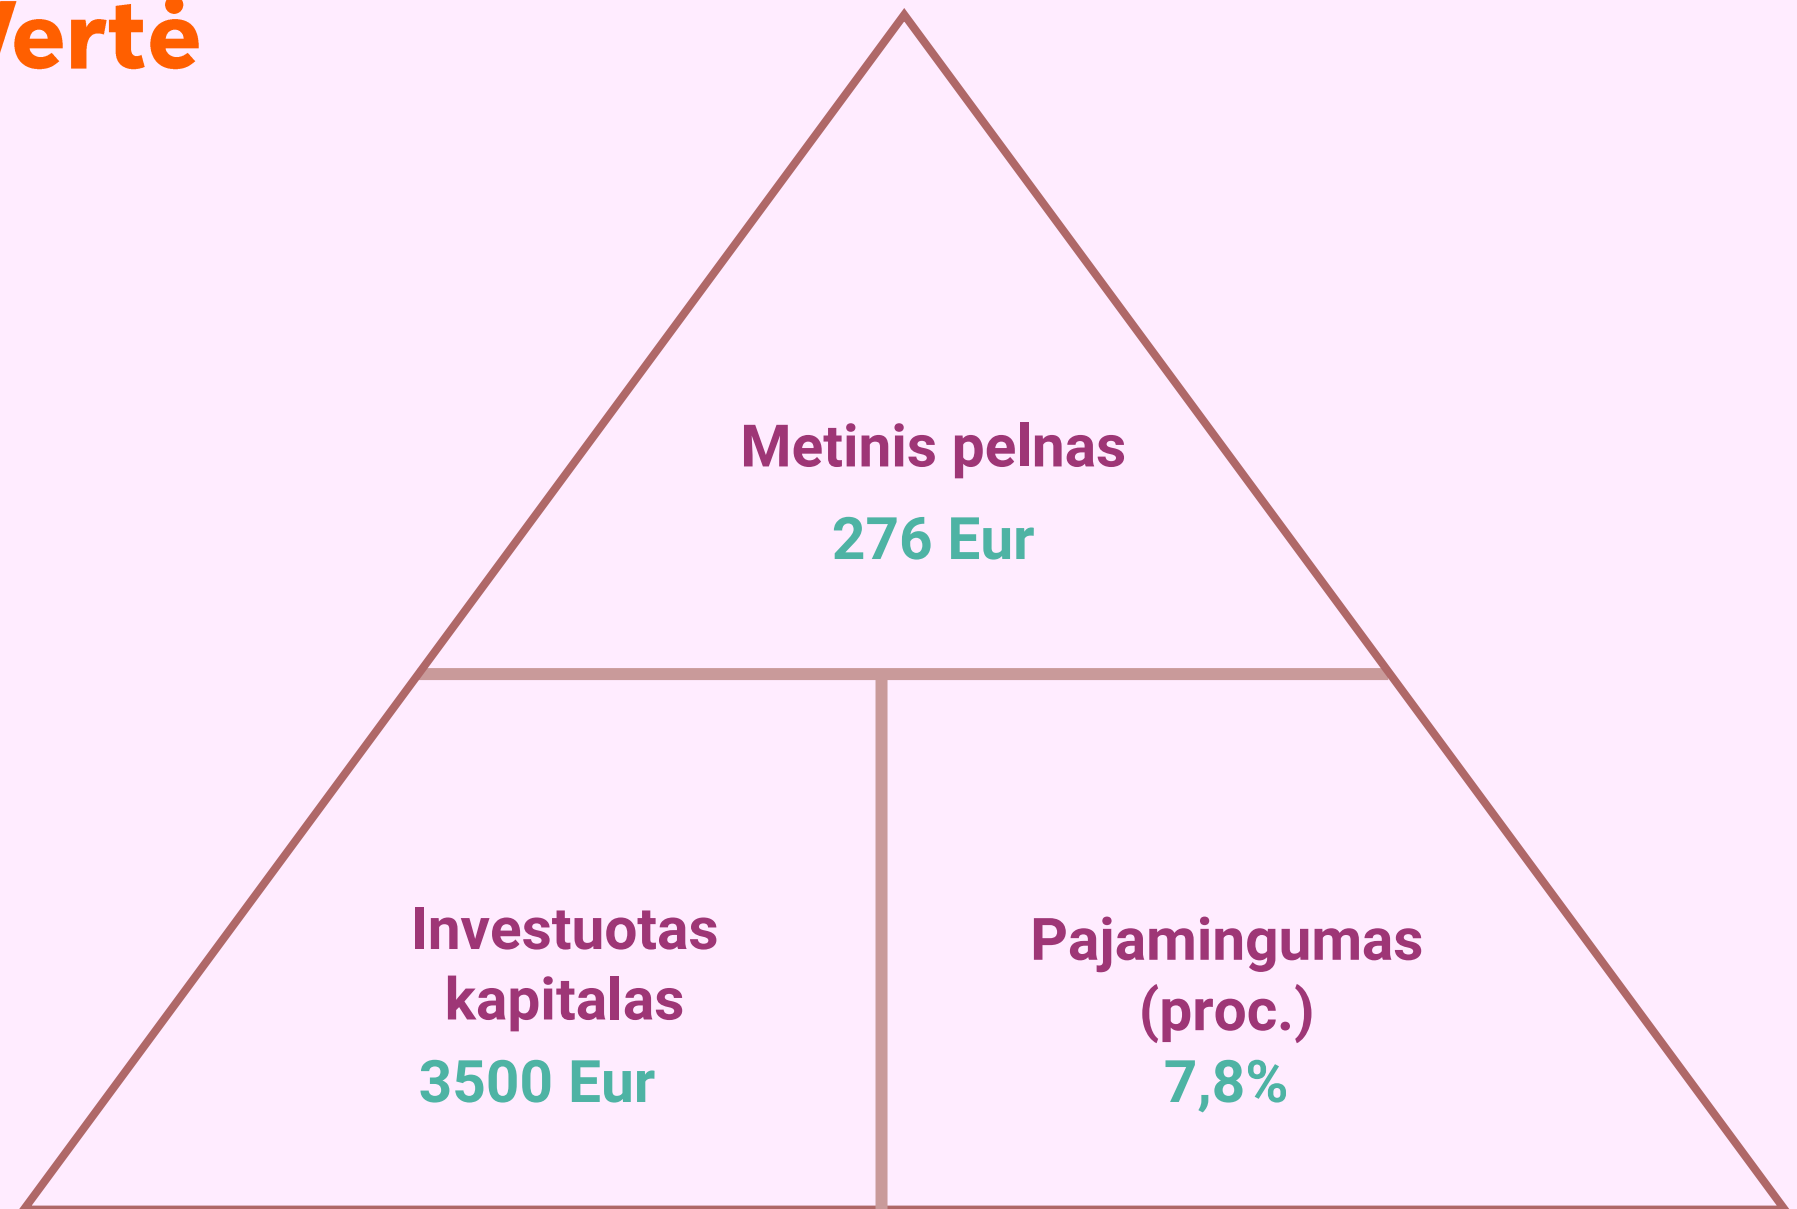 Vertė
Metinis pelnas
276 Eur
Investuotas
kapitalas
3500 Eur
Pajamingumas
(proc.)
7,8%